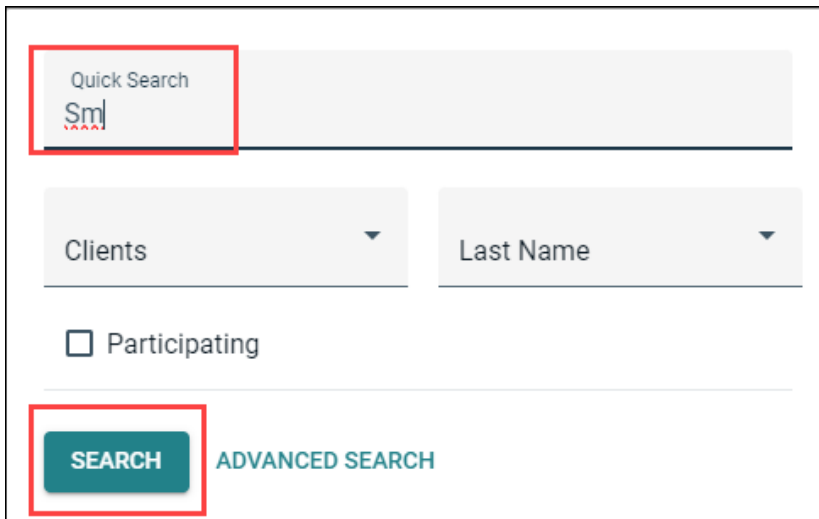 Quick Search
Sm
Clients Last Name
Participating
SEARCH ADVANCED SEARCH